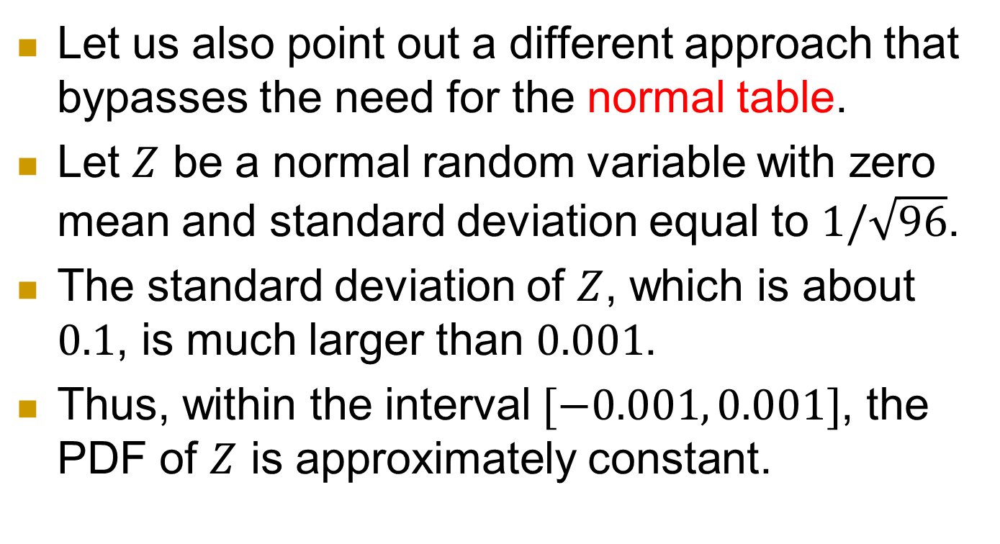 ■ Let us also point out a different approach that
bypasses the need for the normal table.
■ Let 𝑍 be a normal random variable with zero
mean and standard deviation equal to 1/√96.
■ The standard deviation of 𝑍, which is about
0.1, is much larger than 0.001.
■ Thus, within the interval [−0.001, 0.001], the
PDF of 𝑍 is approximately constant.